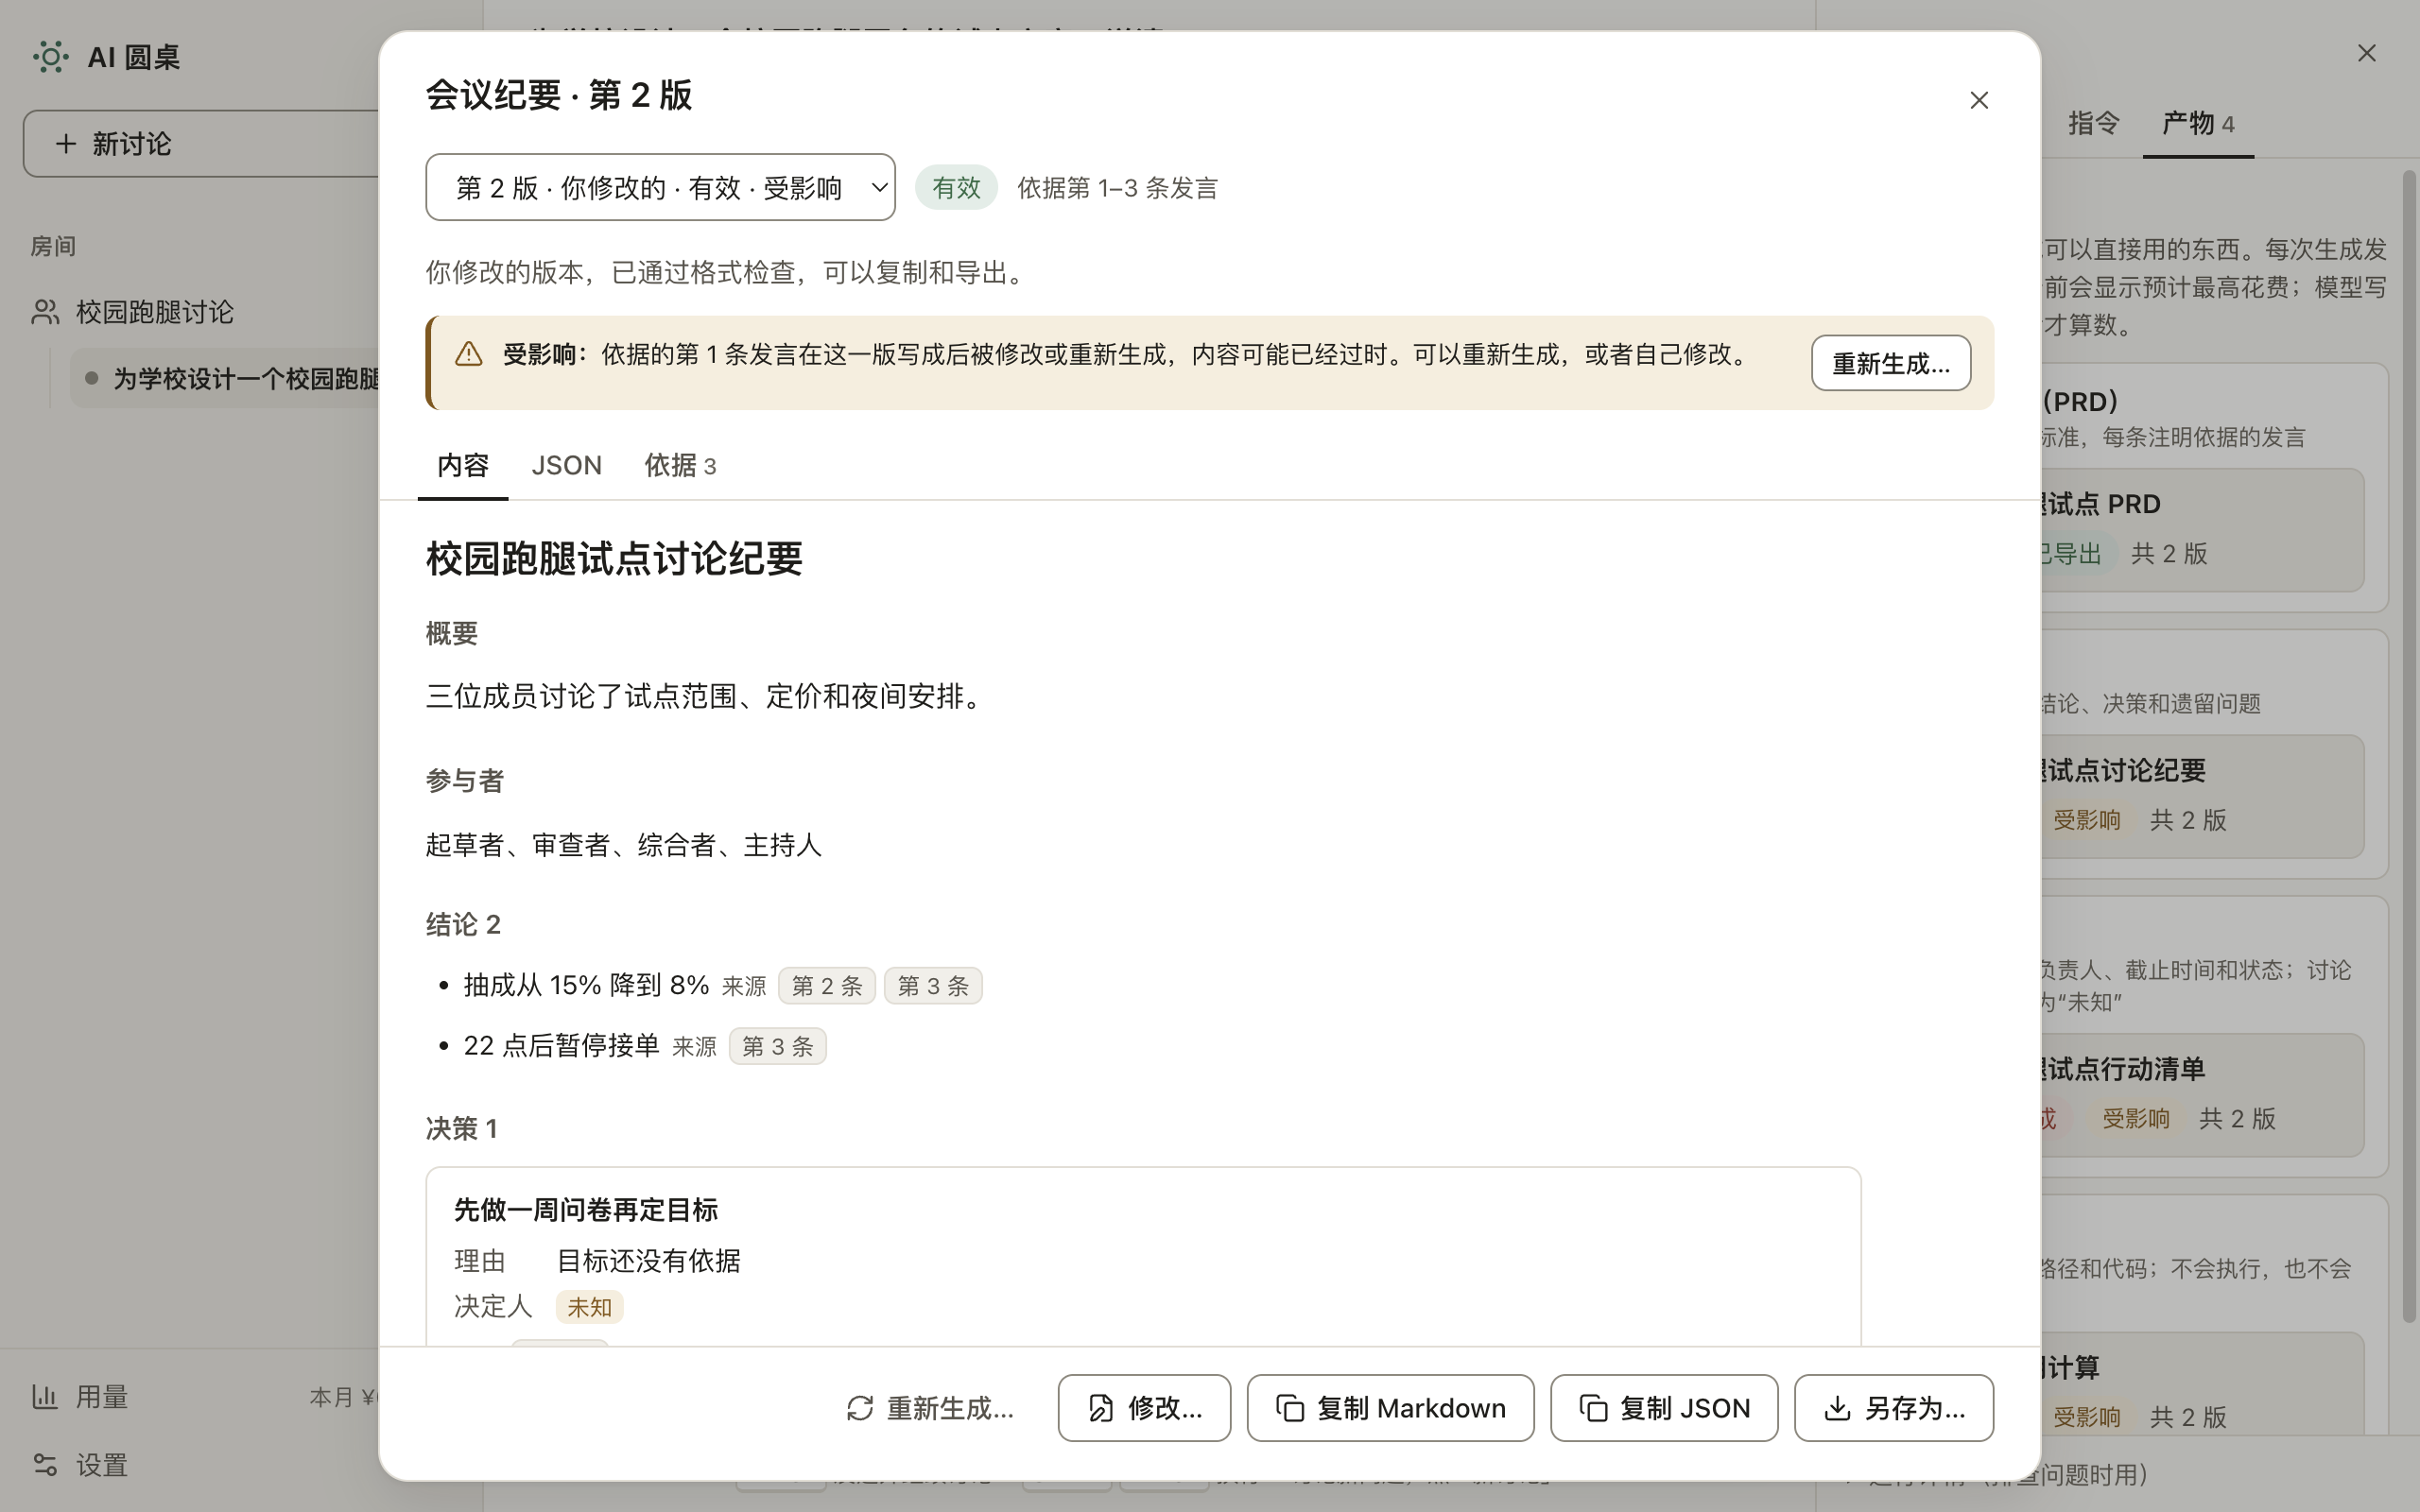 AI 圆桌
新讨论
房间
校园跑腿讨论
为学校设计一个校园跑腿
用量
本月 ¥
设置
会议纪要 · 第 2 版
第 2 版 · 你修改的 · 有效 · 受影响
有效
依据第 1–3 条发言
你修改的版本，已通过格式检查，可以复制和导出。
受影响：依据的第 1 条发言在这一版写成后被修改或重新生成，内容可能已经过时。可以重新生成，或者自己修改。
重新生成...
内容
JSON
依据 3
校园跑腿试点讨论纪要
概要
三位成员讨论了试点范围、定价和夜间安排。
参与者
起草者、审查者、综合者、主持人
结论 2
抽成从 15% 降到 8% 来源 第 2 条 第 3 条
22 点后暂停接单 来源 第 3 条
决策 1
先做一周问卷再定目标
理由 目标还没有依据
决定人 未知
重新生成...
修改...
复制 Markdown
复制 JSON
另存为...
指令
产物 4
可以直接用的东西。每次生成发
前会显示预计最高花费；模型写
才算数。
（PRD）
标准，每条注明依据的发言
试点 PRD
已导出 共 2 版
结论、决策和遗留问题
试点讨论纪要
受影响 共 2 版
负责人、截止时间和状态；讨论
为“未知”
试点行动清单
受影响 共 2 版
路径和代码；不会执行，也不会
计算
受影响 共 2 版
问题时用）